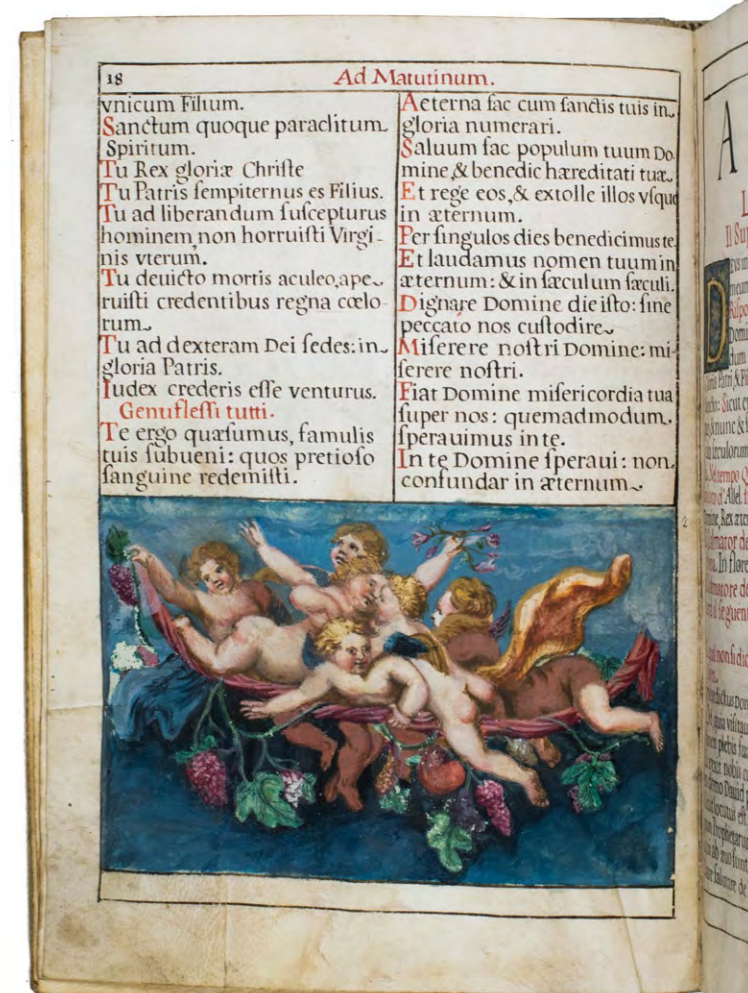 18
Ad Matutinum.
vnicum Filium.
Sanctum quoque paraclitum
Spiritum.
Tu Rex gloriæ Chriſte
Tu Patris ſempiternus es Filius.
Tu ad liberandum ſuſcepturus
hominem, non horruiſti Virgi-
nis vterum.
Tu deuicto mortis aculeo, ape
ruiſti credentibus regna cœlo-
rum
Tu ad dexteram Dei ſedes: in
gloria Patris.
Iudex crederis eſſe venturus.
Genufleſſi tutti.
Te ergo quæſumus, famulis
tuis ſubueni: quos pretioſo
ſanguine redemiſti.
Aeterna fac cum ſanctis tuis in
gloria numerari.
Saluum fac populum tuum Do
mine, & benedic hæreditati tuæ
Et rege eos, & extolle illos vſque
in æternum.
Per ſingulos dies benedicimus te.
Et laudamus nomen tuum in
æternum: & in ſæculum ſæculi.
Dignare Domine die iſto: ſine
peccato nos cuſtodire
Miſerere noſtri Domine: mi-
ſerere noſtri.
Fiat Domine miſericordia tua
ſuper nos: quemadmodum
ſperauimus in te.
In te Domine ſperaui: non
confundar in æternum
2
A